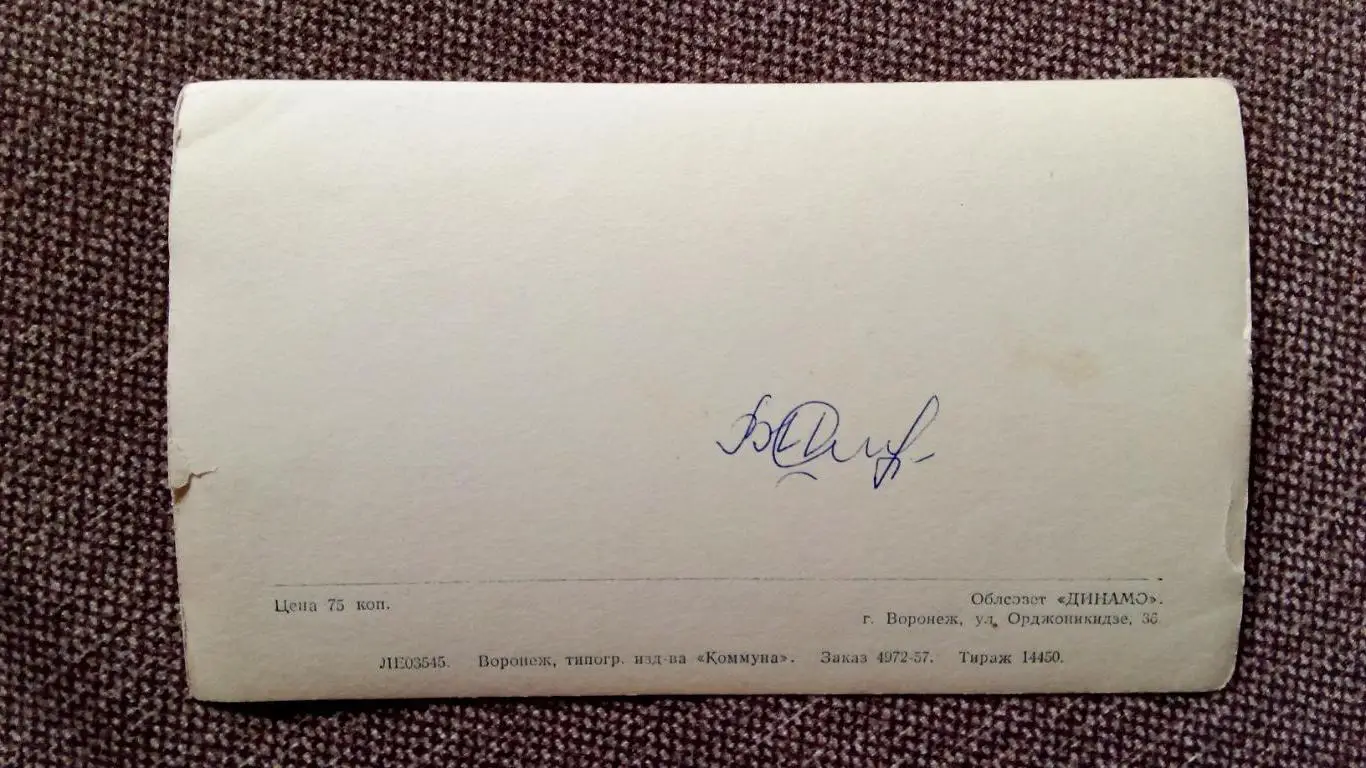 Цена 75 коп.
Облсовет «ДИНАМО».
г. Воронеж, ул. Орджоникидзе, 36
ЛЕ03545. Воронеж, типогр. изд-ва «Коммуна». Заказ 4972-57. Тираж 14450.